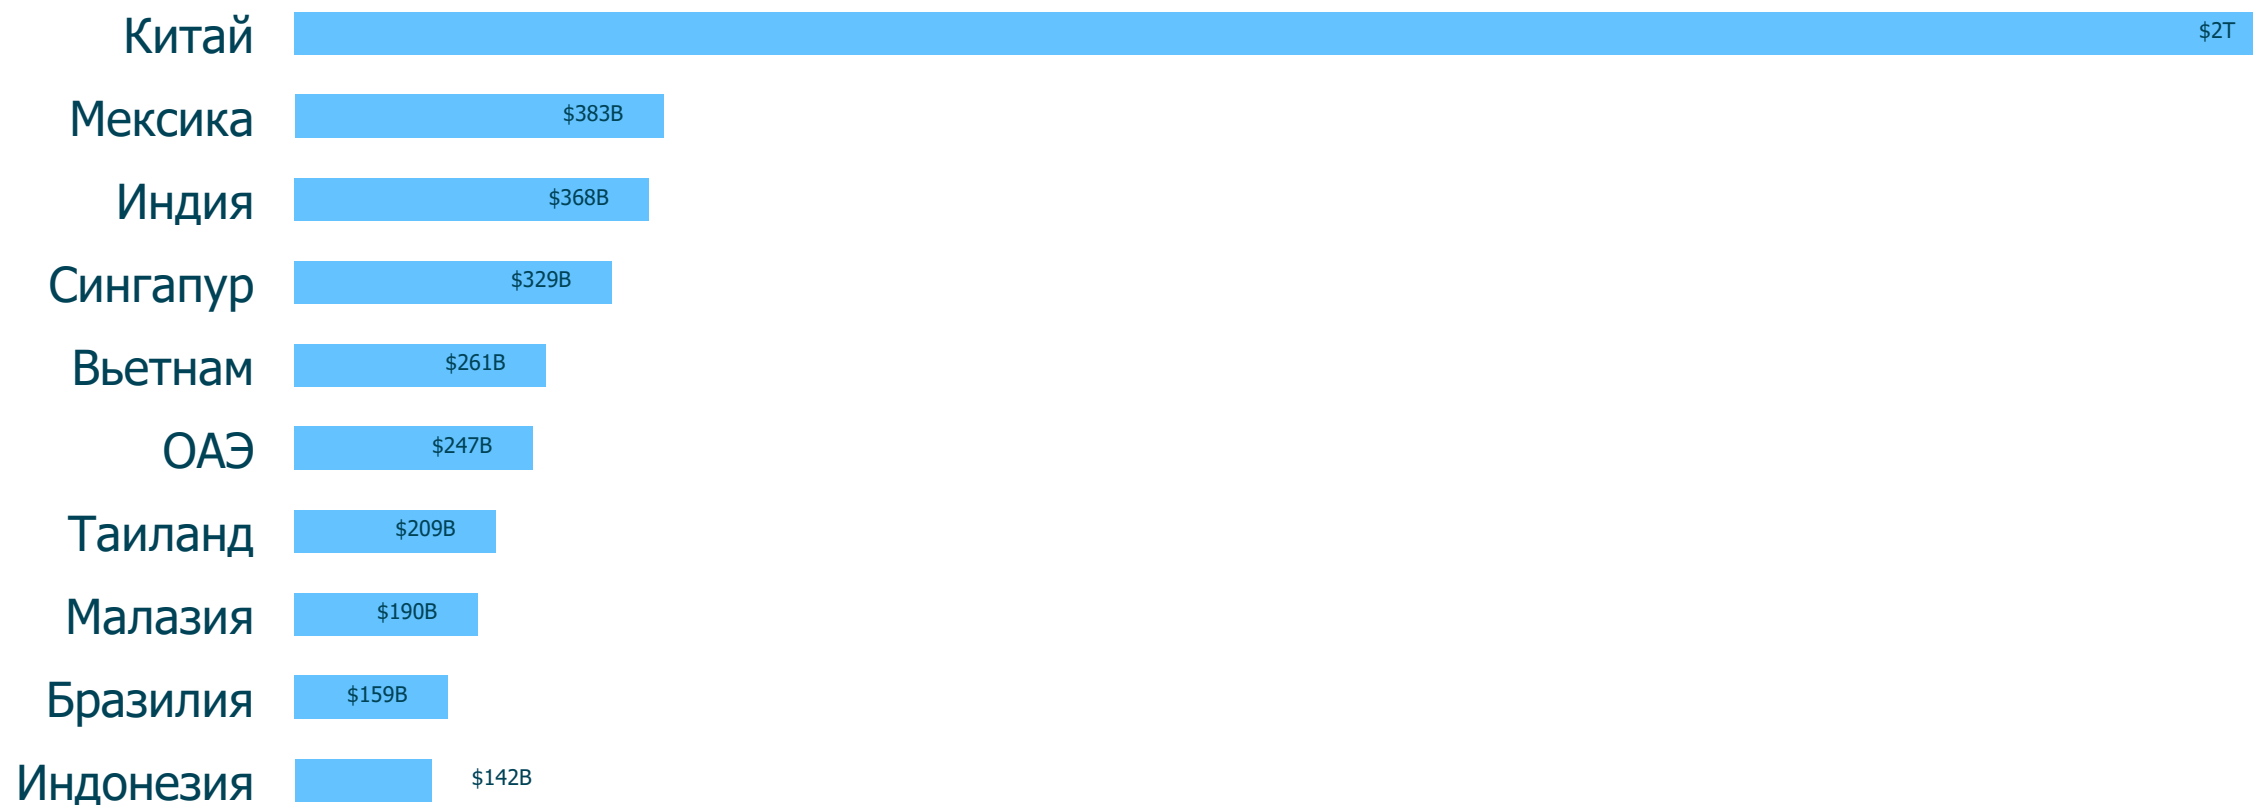 Китай $2T
Мексика $383B
Индия $368B
Сингапур $329B
Вьетнам $261B
ОАЭ $247B
Таиланд $209B
Малазия $190B
Бразилия $159B
Индонезия $142B